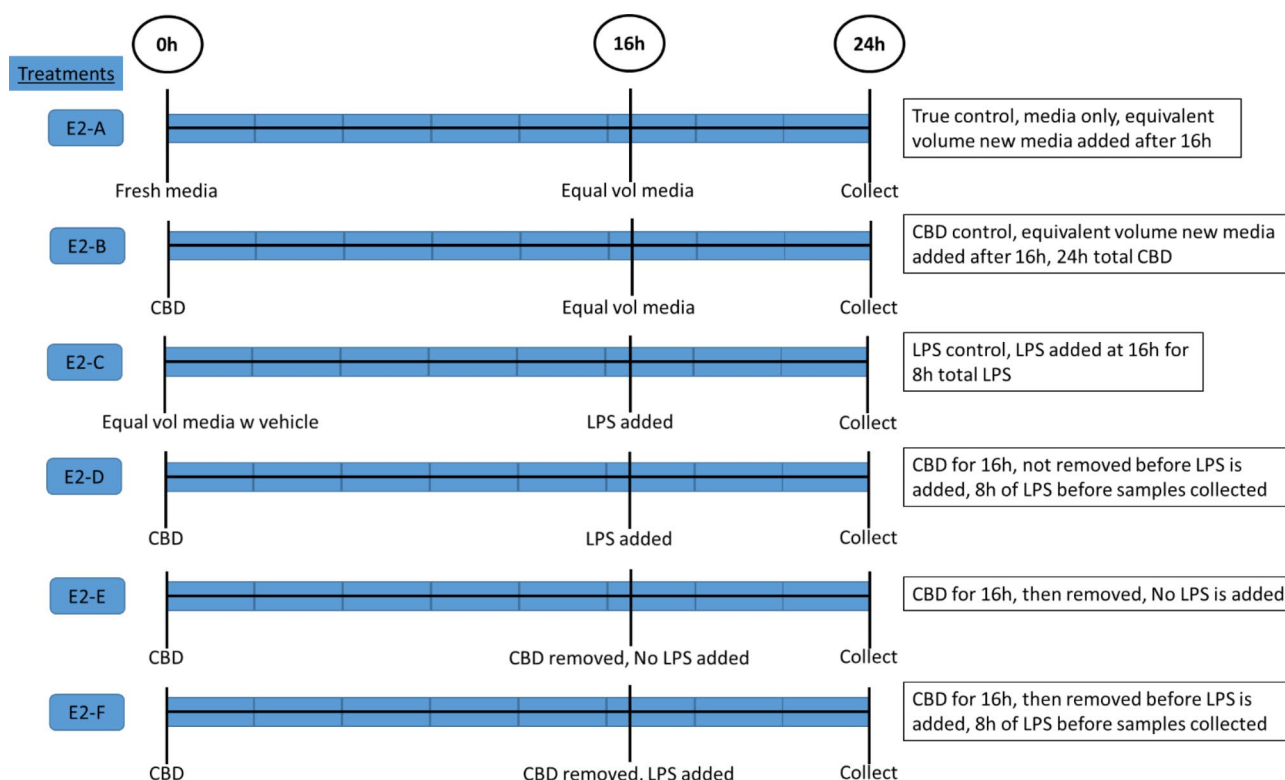 0h
16h
24h
Treatments
E2-A
True control, media only, equivalent
volume new media added after 16h
Fresh media
Equal vol media
Collect
E2-B
CBD control, equivalent volume new media
added after 16h, 24h total CBD
CBD
Equal vol media
Collect
E2-C
LPS control, LPS added at 16h for
8h total LPS
Equal vol media w vehicle
LPS added
Collect
E2-D
CBD for 16h, not removed before LPS is
added, 8h of LPS before samples collected
CBD
LPS added
Collect
E2-E
CBD for 16h, then removed, No LPS is added
CBD
CBD removed, No LPS added
Collect
E2-F
CBD for 16h, then removed before LPS is
added, 8h of LPS before samples collected
CBD
CBD removed, LPS added
Collect